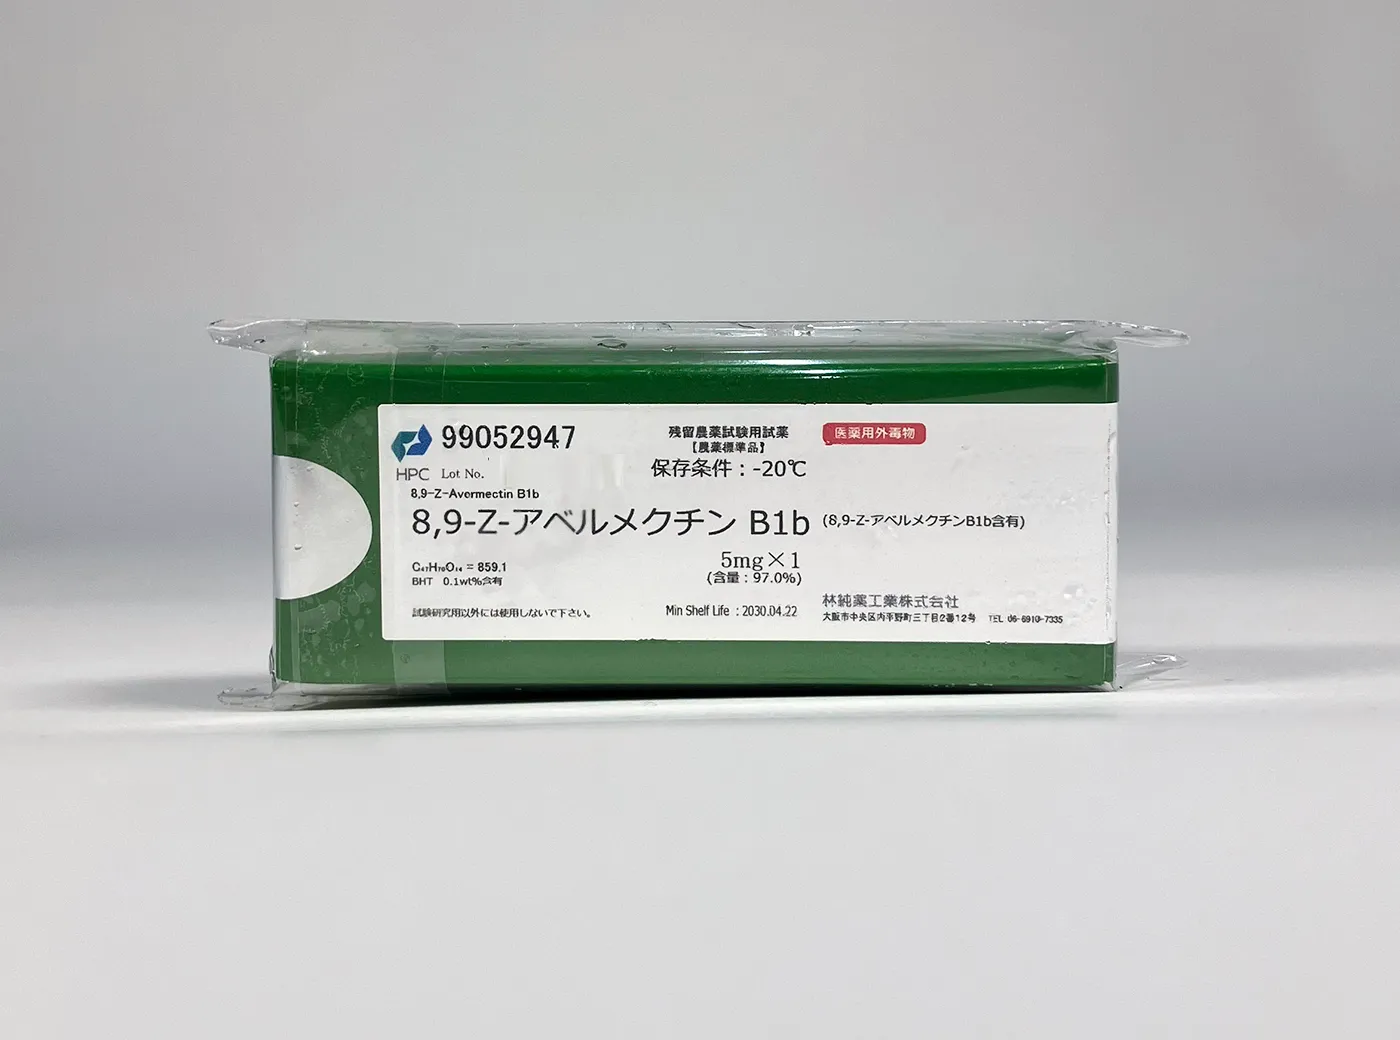 99052947
HPC Lot No.
残留農薬試験用試薬
【農薬標準品】
保存条件：-20℃
医薬用外毒物
8,9-Z-Avermectin B1b
8,9-Z-アベルメクチン B1b (8,9-Z-アベルメクチンB1b含有)
5mg×1
(含量：97.0%)
C₄₇H₇₀O₁₄ = 859.1
BHT 0.1wt%含有
試験研究用以外には使用しないで下さい。
Min Shelf Life ：2030.04.22
林純薬工業株式会社
大阪市中央区内平野町三丁目2番12号 TEL 06-6910-7335